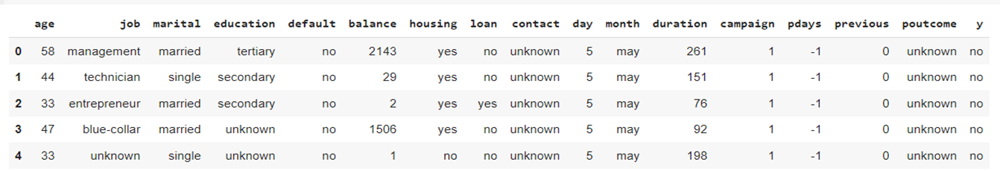 age job marital education default balance housing loan contact day month duration campaign pdays previous poutcome y
0 58 management married tertiary no 2143 yes no unknown 5 may 261 1 -1 0 unknown no
1 44 technician single secondary no 29 yes no unknown 5 may 151 1 -1 0 unknown no
2 33 entrepreneur married secondary no 2 yes yes unknown 5 may 76 1 -1 0 unknown no
3 47 blue-collar married unknown no 1506 yes no unknown 5 may 92 1 -1 0 unknown no
4 33 unknown single unknown no 1 no no unknown 5 may 198 1 -1 0 unknown no